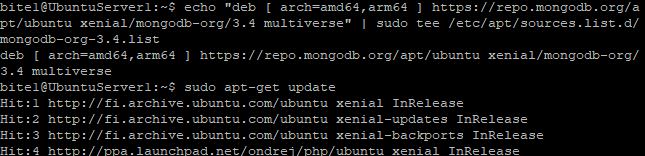 bite1@UbuntuServer1:~$ echo "deb [ arch=amd64,arm64 ] https://repo.mongodb.org/a
pt/ubuntu xenial/mongodb-org/3.4 multiverse" | sudo tee /etc/apt/sources.list.d/
mongodb-org-3.4.list
deb [ arch=amd64,arm64 ] https://repo.mongodb.org/apt/ubuntu xenial/mongodb-org/
3.4 multiverse
bite1@UbuntuServer1:~$ sudo apt-get update
Hit:1 http://fi.archive.ubuntu.com/ubuntu xenial InRelease
Hit:2 http://fi.archive.ubuntu.com/ubuntu xenial-updates InRelease
Hit:3 http://fi.archive.ubuntu.com/ubuntu xenial-backports InRelease
Hit:4 http://ppa.launchpad.net/ondrej/php/ubuntu xenial InRelease